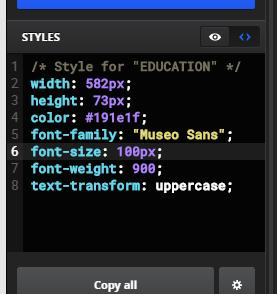 STYLES
1 /* Style for "EDUCATION" */
2 width: 582px;
3 height: 73px;
4 color: #191e1f;
5 font-family: "Museo Sans";
6 font-size: 100px;
7 font-weight: 900;
8 text-transform: uppercase;
Copy all